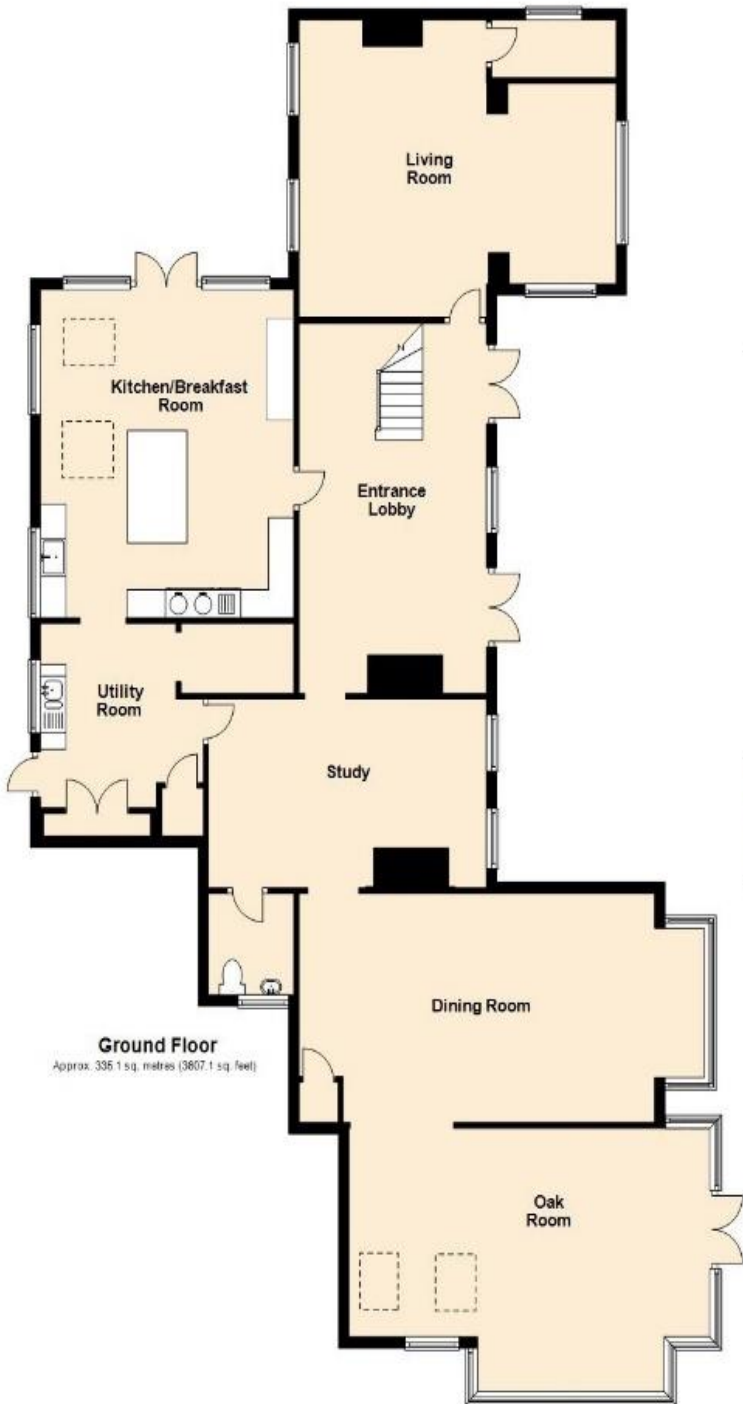 Living
Room
Kitchen/Breakfast
Room
Entrance
Lobby
Utility
Room
Study
Dining Room
Ground Floor
Approx. 336.1 sq. metres (3607.1 sq. feet)
Oak
Room